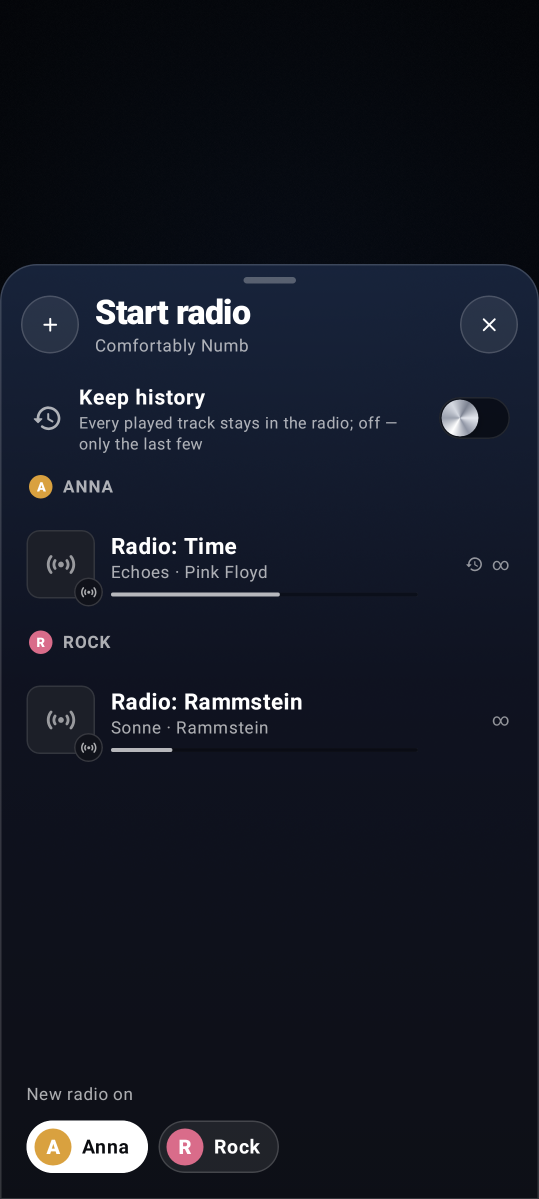 Start radio
Comfortably Numb
Keep history
Every played track stays in the radio; off —
only the last few
A ANNA
Radio: Time
Echoes · Pink Floyd
∞
R ROCK
Radio: Rammstein
Sonne · Rammstein
∞
New radio on
A Anna
R Rock